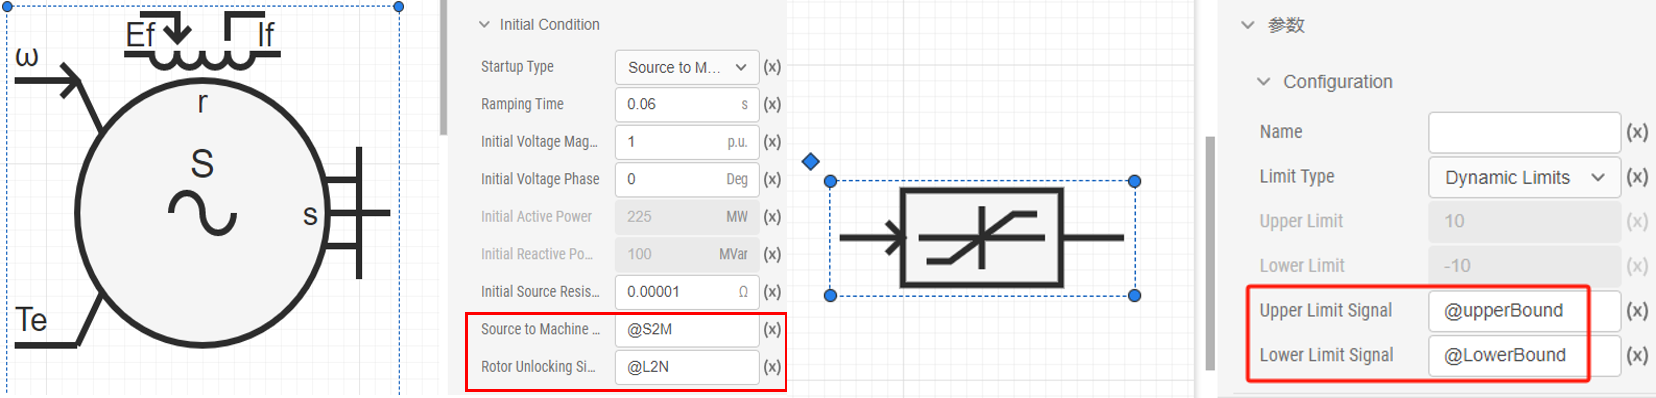 Ef
If
ω
r
S
s
Te
Initial Condition
Startup Type Source to M... (x)
Ramping Time 0.06 s (x)
Initial Voltage Mag... 1 p.u. (x)
Initial Voltage Phase 0 Deg (x)
Initial Active Power 225 MW (x)
Initial Reactive Po... 100 MVar (x)
Initial Source Resis... 0.00001 Ω (x)
Source to Machine ... @S2M (x)
Rotor Unlocking Si... @L2N (x)
参数
Configuration
Name (x)
Limit Type Dynamic Limits (x)
Upper Limit 10 (x)
Lower Limit -10 (x)
Upper Limit Signal @upperBound (x)
Lower Limit Signal @LowerBound (x)